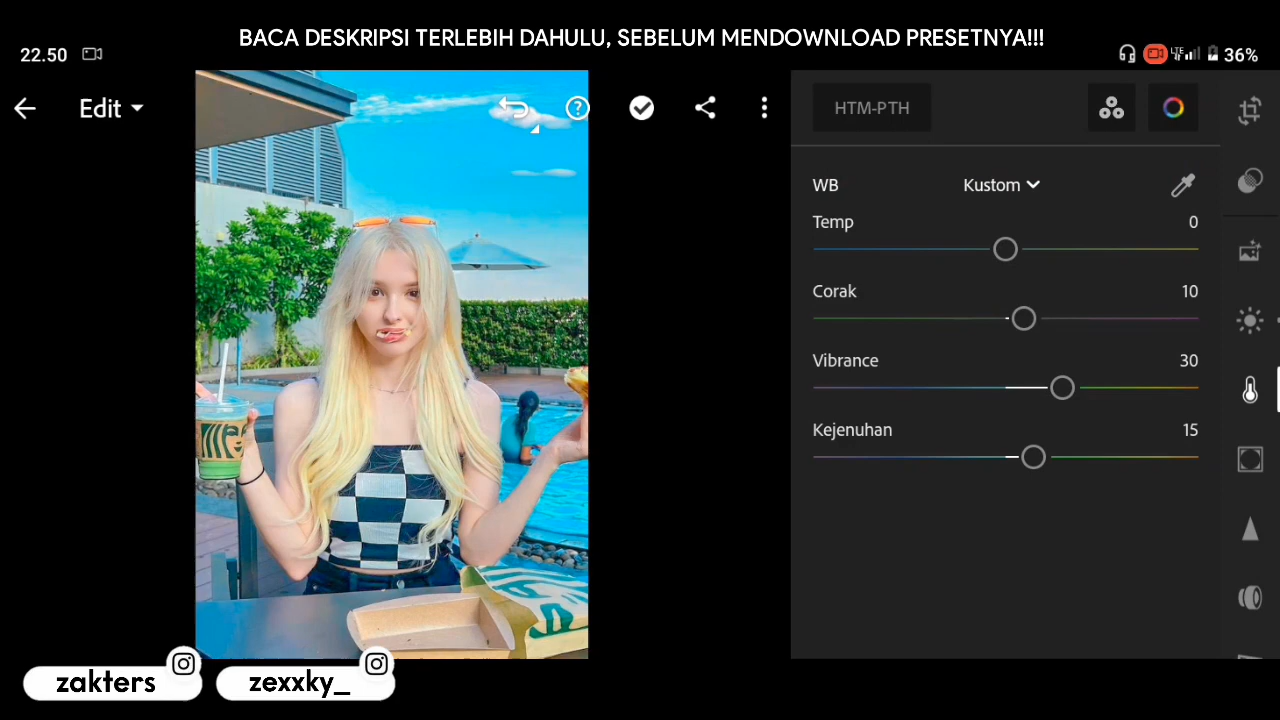 BACA DESKRIPSI TERLEBIH DAHULU, SEBELUM MENDOWNLOAD PRESETNYA!!!
22.50
LTE
36%
Edit
HTM-PTH
WB
Kustom
Temp
0
Corak
10
Vibrance
30
Kejenuhan
15
zakters
zexxky_